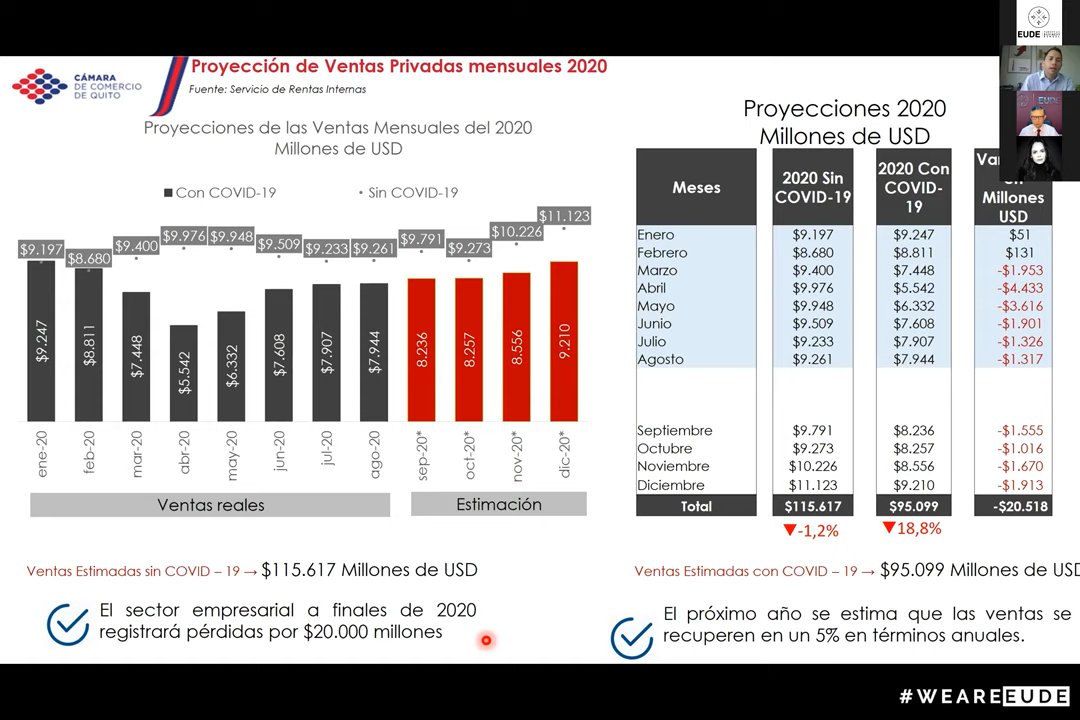 EUDE
CÁMARA
DE COMERCIO
DE QUITO
Proyección de Ventas Privadas mensuales 2020
Fuente: Servicio de Rentas Internas
Proyecciones de las Ventas Mensuales del 2020
Millones de USD
Con COVID-19 Sin COVID-19
$9.197 $8.680 $9.400 $9.976 $9.948 $9.509 $9.233 $9.261 $9.791 $9.273 $10.226 $11.123
$9.247 $8.811 $7.448 $5.542 $6.332 $7.608 $7.907 $7.944 8.236 8.257 8.556 9.210
ene-20 feb-20 mar-20 abr-20 may-20 jun-20 jul-20 ago-20 sep-20* oct-20* nov-20* dic-20*
Ventas reales Estimación
Ventas Estimadas sin COVID – 19 → $115.617 Millones de USD
El sector empresarial a finales de 2020
registrará pérdidas por $20.000 millones
Proyecciones 2020
Millones de USD
Meses 2020 Sin COVID-19 2020 Con COVID-19 Millones USD
Enero $9.197 $9.247 $51
Febrero $8.680 $8.811 $131
Marzo $9.400 $7.448 -$1.953
Abril $9.976 $5.542 -$4.433
Mayo $9.948 $6.332 -$3.616
Junio $9.509 $7.608 -$1.901
Julio $9.233 $7.907 -$1.326
Agosto $9.261 $7.944 -$1.317
Septiembre $9.791 $8.236 -$1.555
Octubre $9.273 $8.257 -$1.016
Noviembre $10.226 $8.556 -$1.670
Diciembre $11.123 $9.210 -$1.913
Total $115.617 $95.099 -$20.518
▼-1,2% ▼18,8%
Ventas Estimadas con COVID – 19 → $95.099 Millones de USD
El próximo año se estima que las ventas se
recuperen en un 5% en términos anuales.
#WEAREEUDE